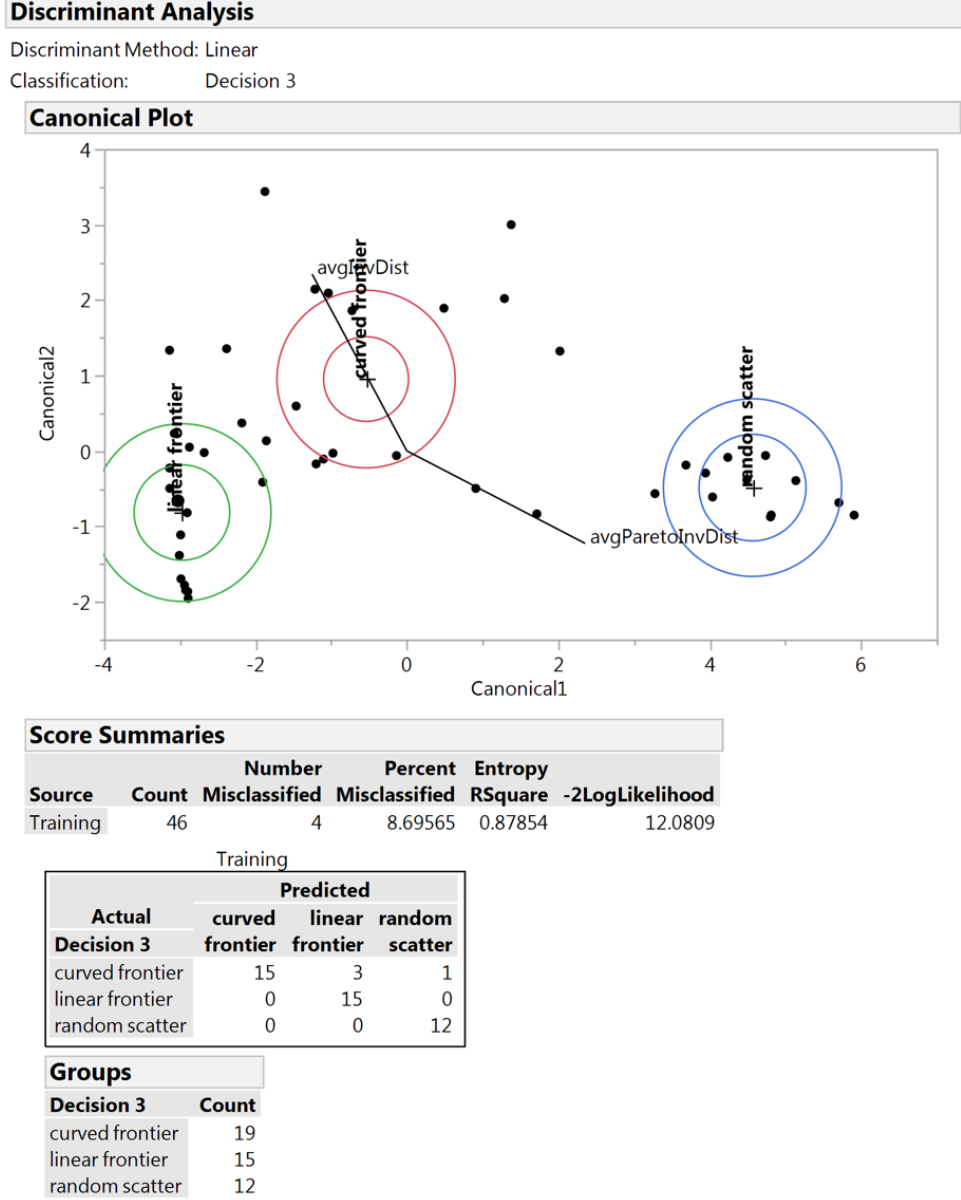 Discriminant Analysis
Discriminant Method: Linear
Classification: Decision 3
Canonical Plot
4
3
2
1
0
-1
-2
Canonical2
avgInvDist
curved frontier
linear frontier
random scatter
avgParetoInvDist
-4 -2 0 2 4 6
Canonical1
Score Summaries
Number Percent Entropy
Source Count Misclassified Misclassified RSquare -2LogLikelihood
Training 46 4 8.69565 0.87854 12.0809
Training
Predicted
Actual curved linear random
Decision 3 frontier frontier scatter
curved frontier 15 3 1
linear frontier 0 15 0
random scatter 0 0 12
Groups
Decision 3 Count
curved frontier 19
linear frontier 15
random scatter 12